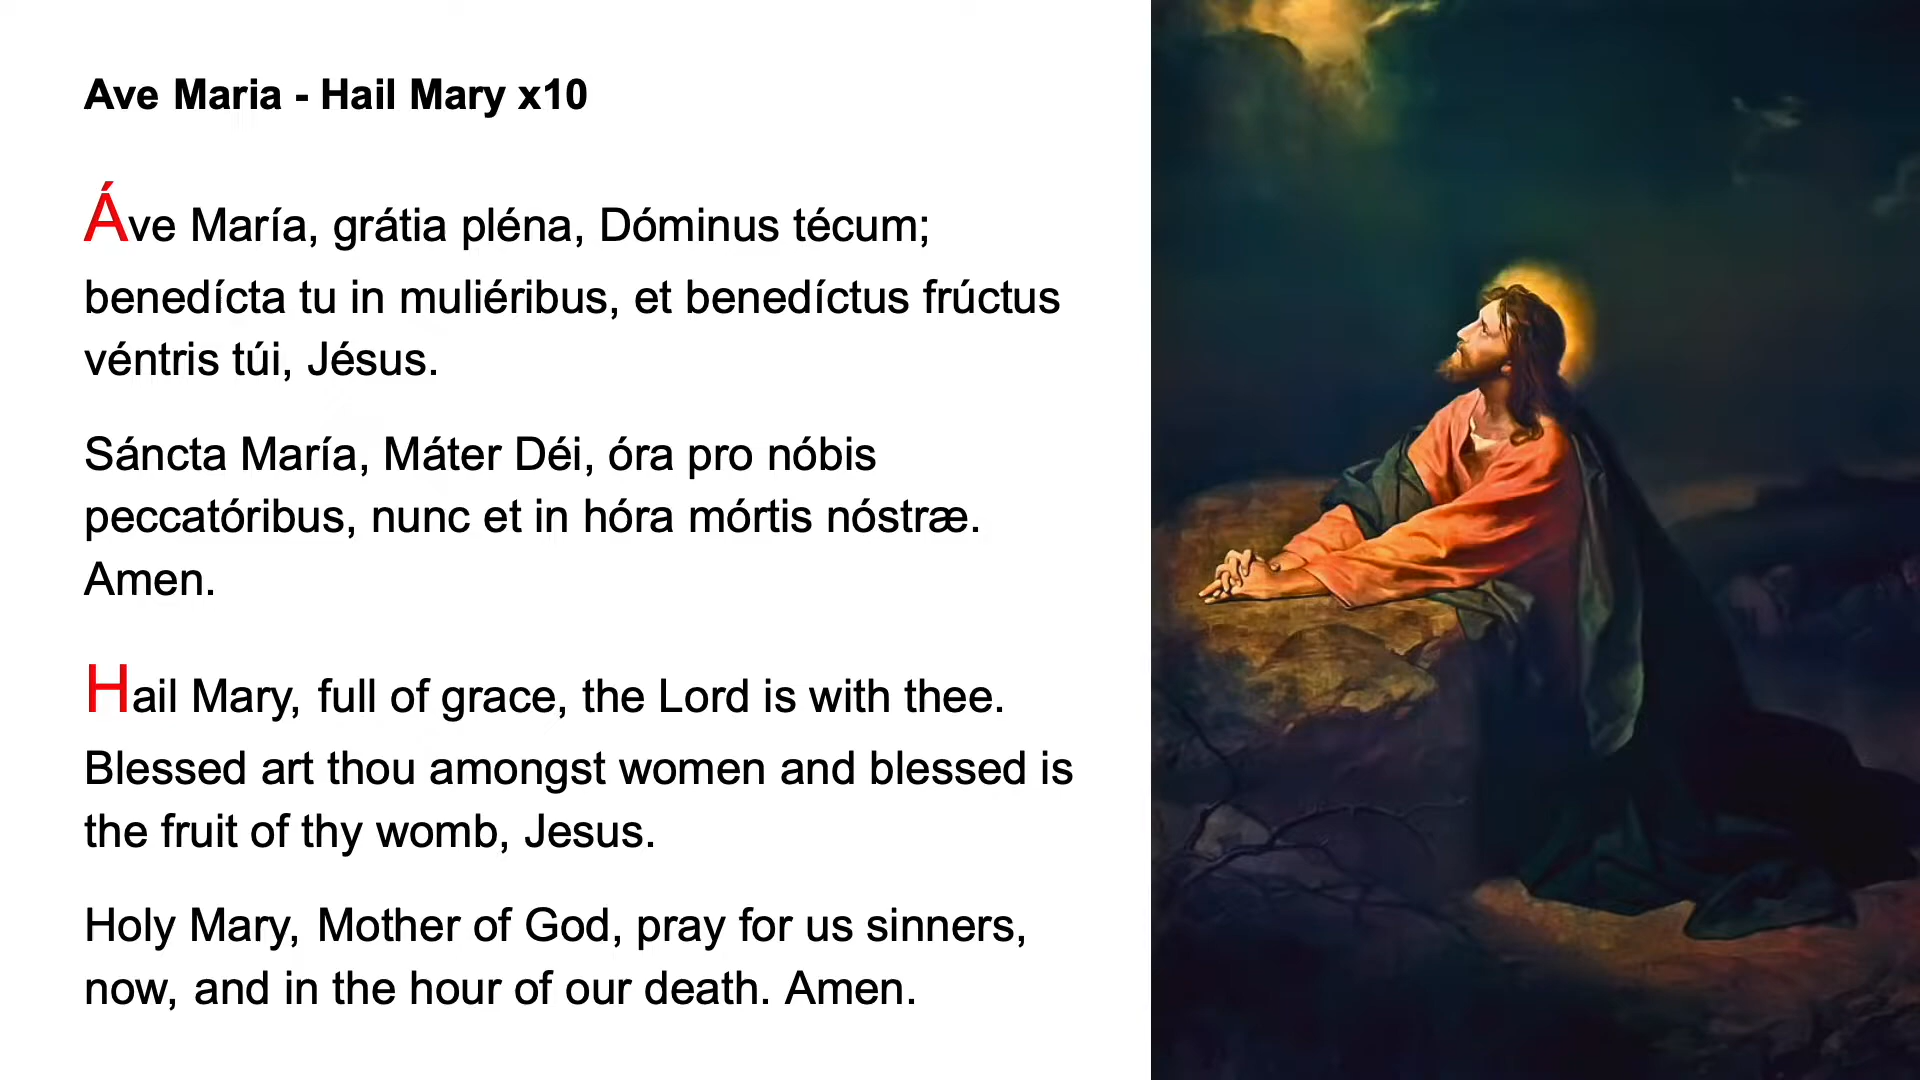 Ave Maria - Hail Mary x10
Áve María, grátia pléna, Dóminus técum;
benedícta tu in muliéribus, et benedíctus frúctus
véntris túi, Jésus.
Sáncta María, Máter Déi, óra pro nóbis
peccatóribus, nunc et in hóra mórtis nóstræ.
Amen.
Hail Mary, full of grace, the Lord is with thee.
Blessed art thou amongst women and blessed is
the fruit of thy womb, Jesus.
Holy Mary, Mother of God, pray for us sinners,
now, and in the hour of our death. Amen.